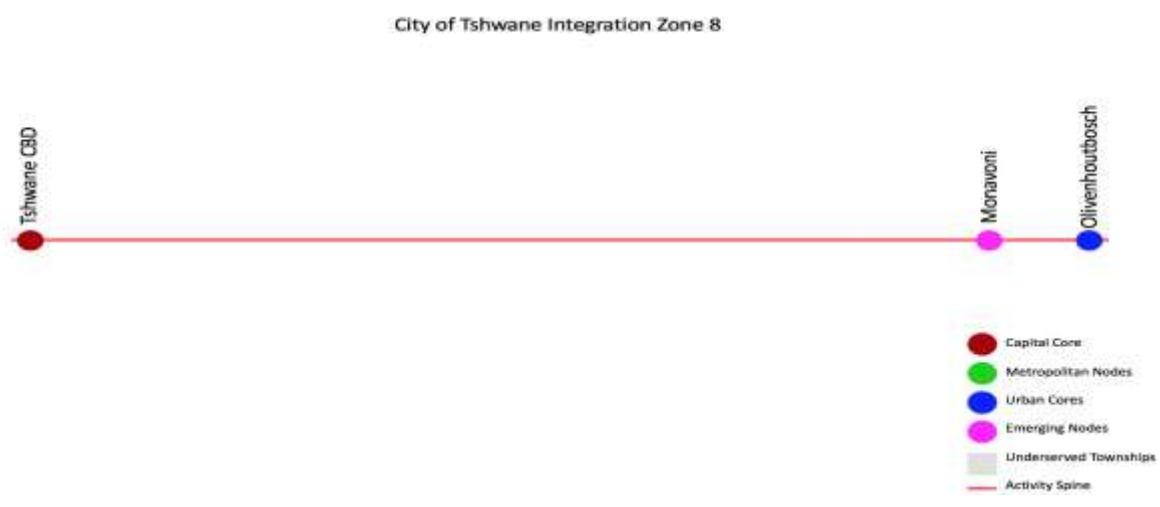 City of Tshwane Integration Zone 8
Tshwane CBD
Monavoni
Olivenhoutbosch
Capital Core
Metropolitan Nodes
Urban Cores
Emerging Nodes
Underserved Townships
Activity Spine